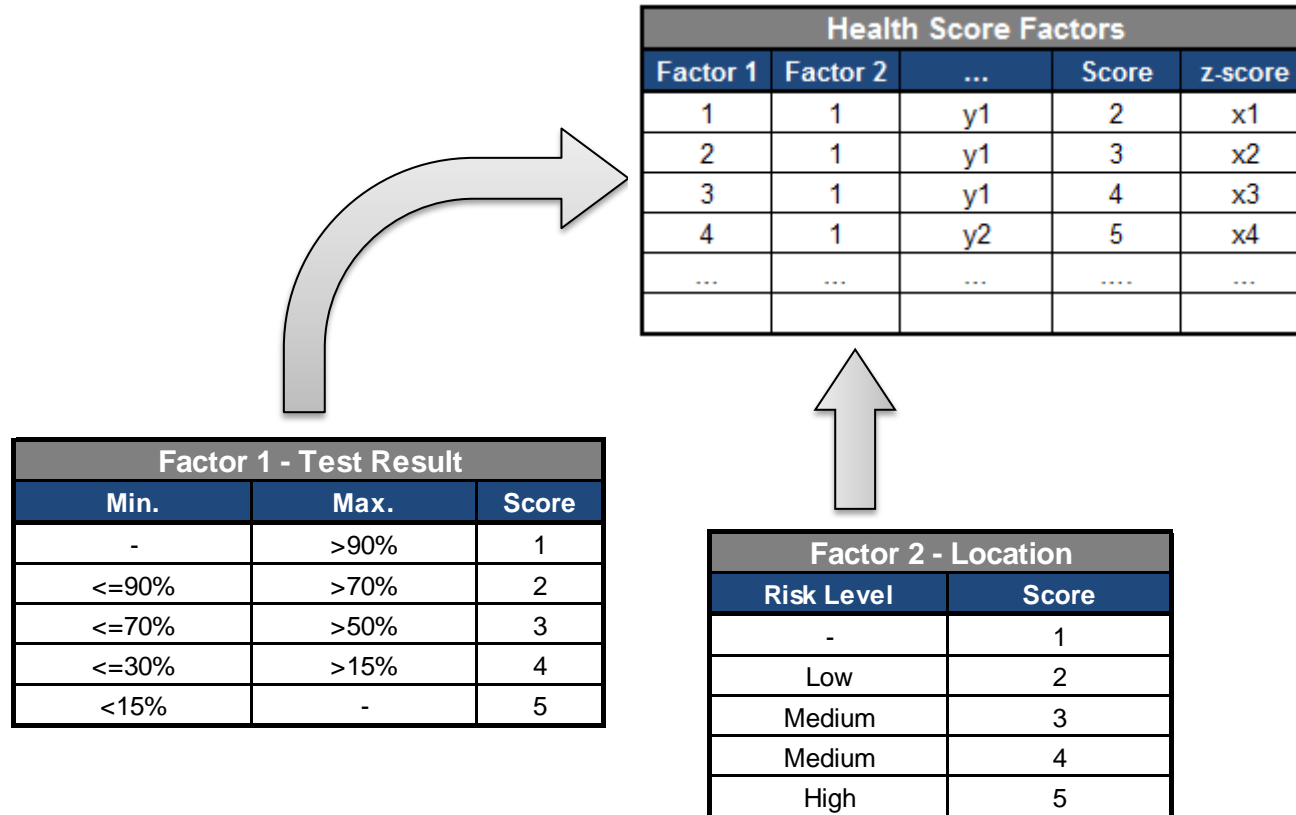 Health Score Factors
Factor 1 Factor 2 ... Score z-score
1 1 y1 2 x1
2 1 y1 3 x2
3 1 y1 4 x3
4 1 y2 5 x4
... ... ... .... ...
Factor 1 - Test Result
Min. Max. Score
- >90% 1
<=90% >70% 2
<=70% >50% 3
<=30% >15% 4
<15% - 5
Factor 2 - Location
Risk Level Score
- 1
Low 2
Medium 3
Medium 4
High 5